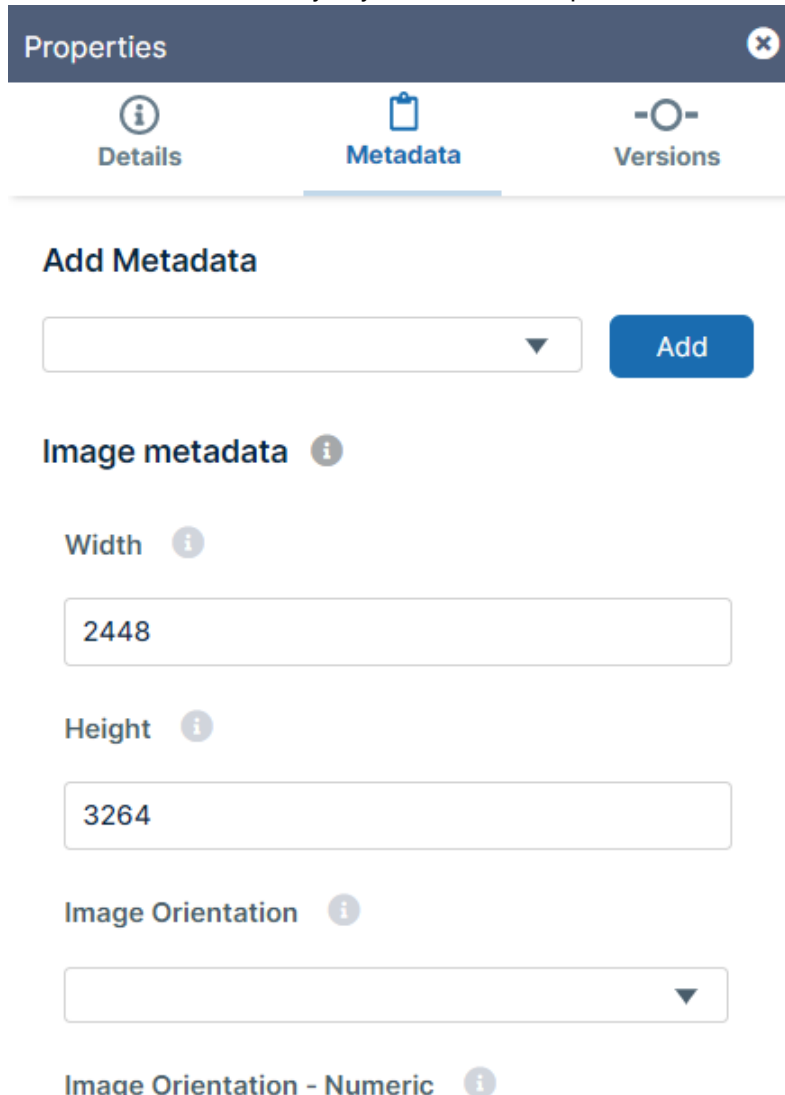 Properties
Details Metadata Versions
Add Metadata
Add
Image metadata
Width
2448
Height
3264
Image Orientation
Image Orientation - Numeric